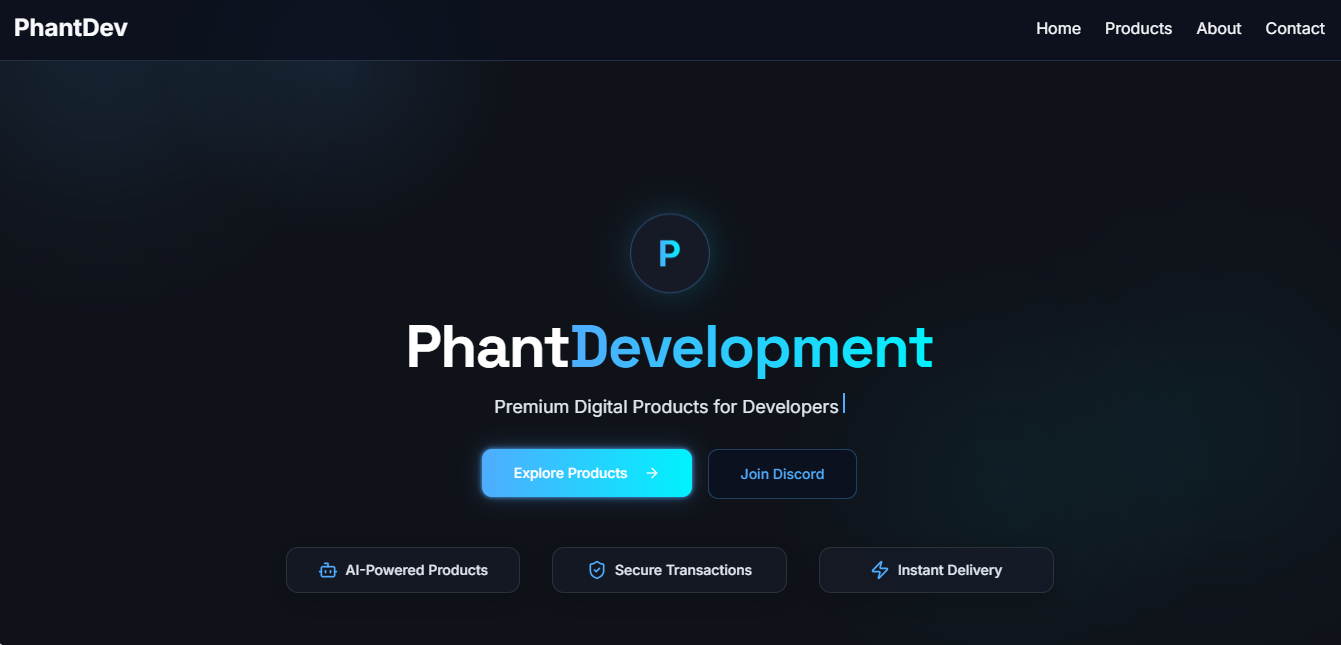 PhantDev
Home Products About Contact
P
PhantDevelopment
Premium Digital Products for Developers
Explore Products
Join Discord
AI-Powered Products
Secure Transactions
Instant Delivery